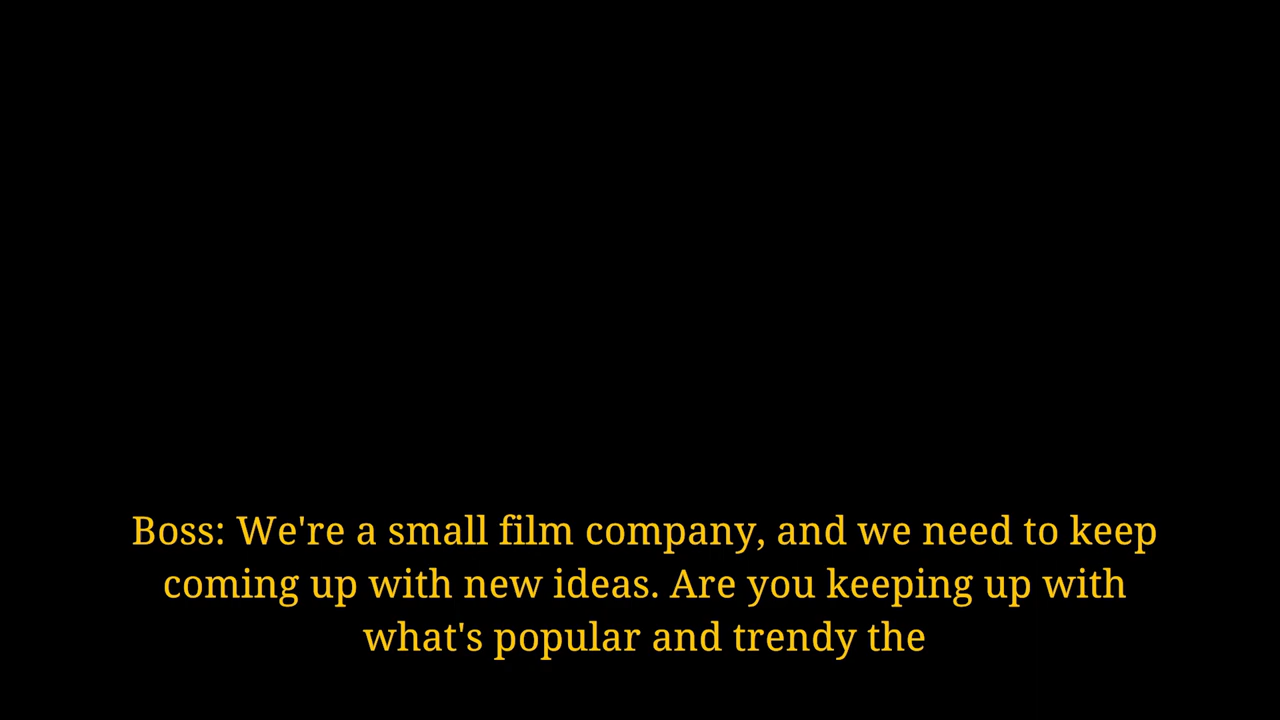 Boss: We're a small film company, and we need to keep
coming up with new ideas. Are you keeping up with
what's popular and trendy the